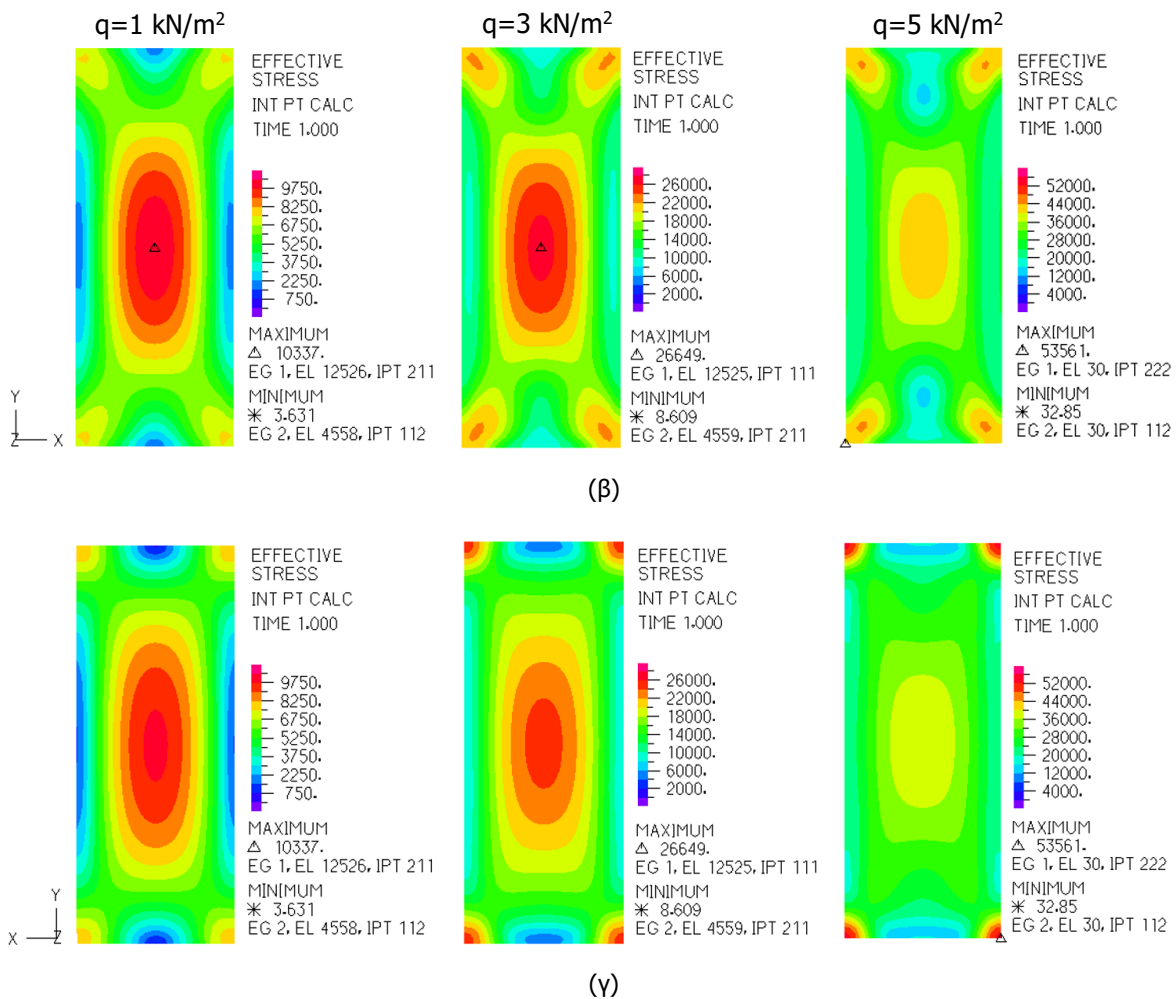 q=1 kN/m²
q=3 kN/m²
q=5 kN/m²
EFFECTIVE
STRESS
INT PT CALC
TIME 1.000
9750.
8250.
6750.
5250.
3750.
2250.
750.
MAXIMUM
△ 10337.
EG 1, EL 12526, IPT 211
MINIMUM
✳ 3.631
EG 2, EL 4558, IPT 112
Y
Z X
EFFECTIVE
STRESS
INT PT CALC
TIME 1.000
26000.
22000.
18000.
14000.
10000.
6000.
2000.
MAXIMUM
△ 26649.
EG 1, EL 12525, IPT 111
MINIMUM
✳ 8.609
EG 2, EL 4559, IPT 211
EFFECTIVE
STRESS
INT PT CALC
TIME 1.000
52000.
44000.
36000.
28000.
20000.
12000.
4000.
MAXIMUM
△ 53561.
EG 1, EL 30, IPT 222
MINIMUM
✳ 32.85
EG 2, EL 30, IPT 112
(β)
EFFECTIVE
STRESS
INT PT CALC
TIME 1.000
9750.
8250.
6750.
5250.
3750.
2250.
750.
MAXIMUM
△ 10337.
EG 1, EL 12526, IPT 211
MINIMUM
✳ 3.631
EG 2, EL 4558, IPT 112
Y
X Z
EFFECTIVE
STRESS
INT PT CALC
TIME 1.000
26000.
22000.
18000.
14000.
10000.
6000.
2000.
MAXIMUM
△ 26649.
EG 1, EL 12525, IPT 111
MINIMUM
✳ 8.609
EG 2, EL 4559, IPT 211
EFFECTIVE
STRESS
INT PT CALC
TIME 1.000
52000.
44000.
36000.
28000.
20000.
12000.
4000.
MAXIMUM
△ 53561.
EG 1, EL 30, IPT 222
MINIMUM
✳ 32.85
EG 2, EL 30, IPT 112
(γ)